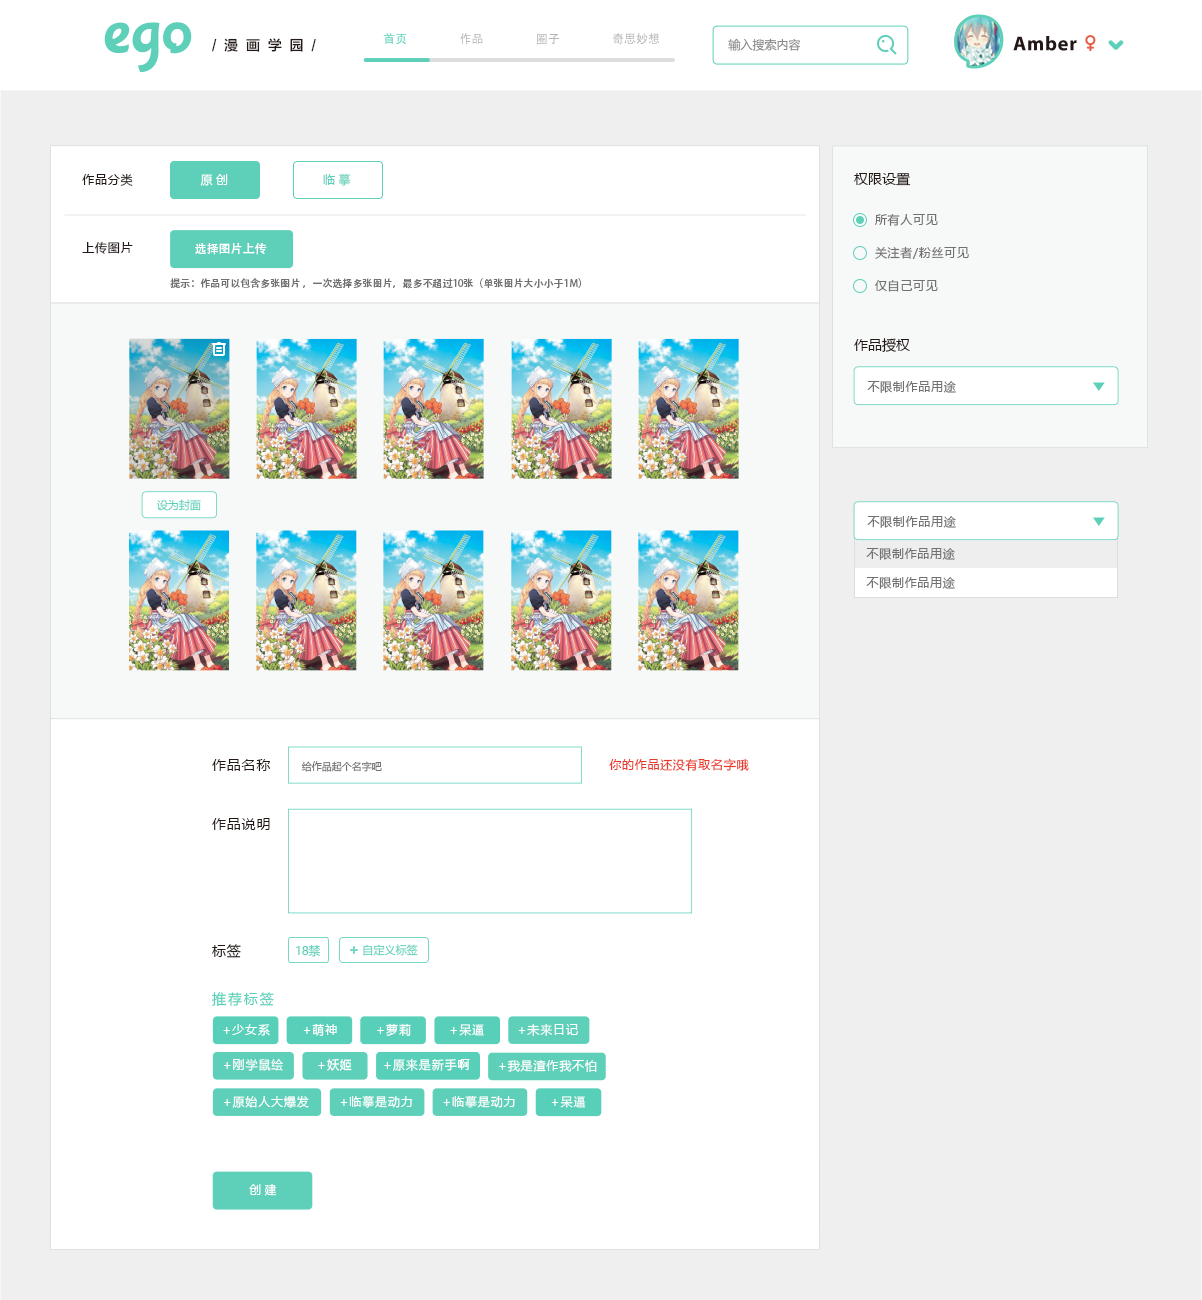 ego
/ 漫 画 学 园 /
首页
作品
圈子
奇思妙想
输入搜索内容
Amber
作品分类
原 创
临 摹
上传图片
选择图片上传
提示：作品可以包含多张图片，一次选择多张图片，最多不超过10张（单张图片大小小于1M）
设为封面
作品名称
给作品起个名字吧
你的作品还没有取名字哦
作品说明
标签
18禁
+ 自定义标签
推荐标签
+少女系
+萌神
+萝莉
+呆逼
+未来日记
+刚学鼠绘
+妖姬
+原来是新手啊
+我是渣作我不怕
+原始人大爆发
+临摹是动力
+临摹是动力
+呆逼
创 建
权限设置
所有人可见
关注者/粉丝可见
仅自己可见
作品授权
不限制作品用途
不限制作品用途
不限制作品用途
不限制作品用途